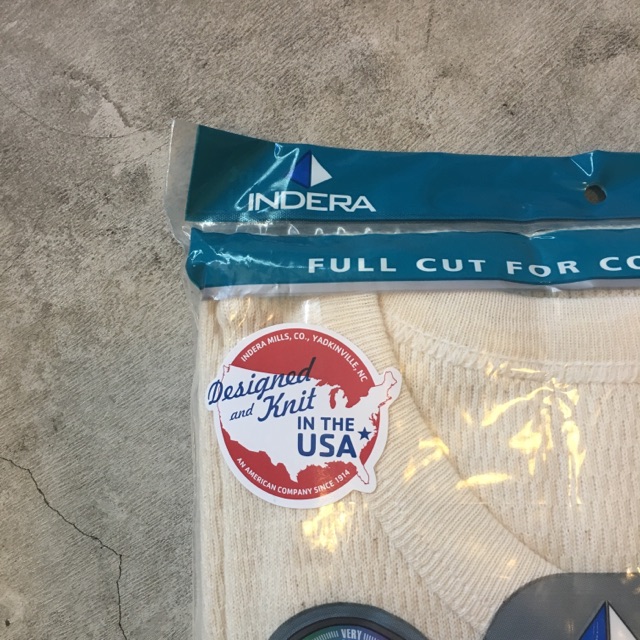 INDERA
FULL CUT FOR CO
INDERA MILLS, CO., YADKINVILLE, NC
Designed
and Knit
IN THE
USA
AN AMERICAN COMPANY SINCE 1914
VERY